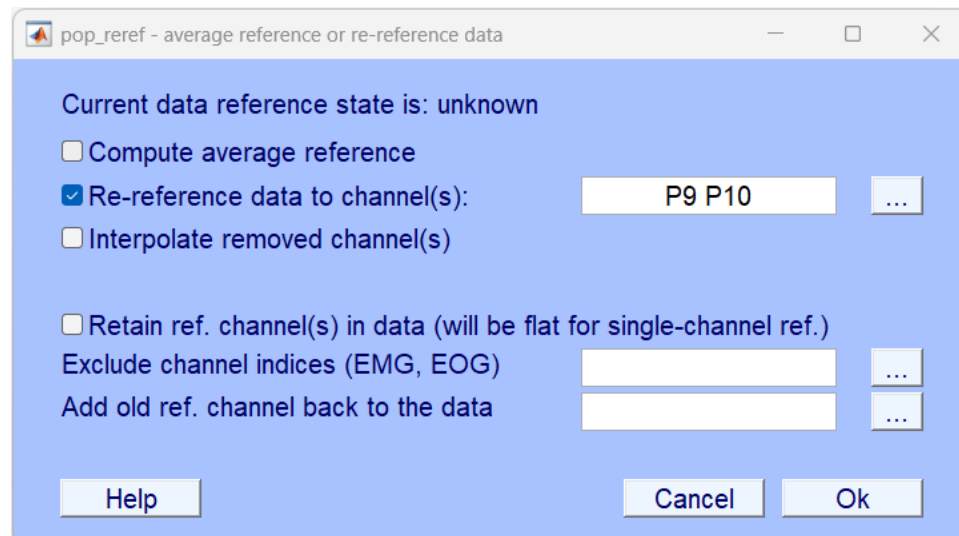 pop_reref - average reference or re-reference data
Current data reference state is: unknown
Compute average reference
Re-reference data to channel(s): P9 P10 ...
Interpolate removed channel(s)
Retain ref. channel(s) in data (will be flat for single-channel ref.)
Exclude channel indices (EMG, EOG) ...
Add old ref. channel back to the data ...
Help Cancel Ok